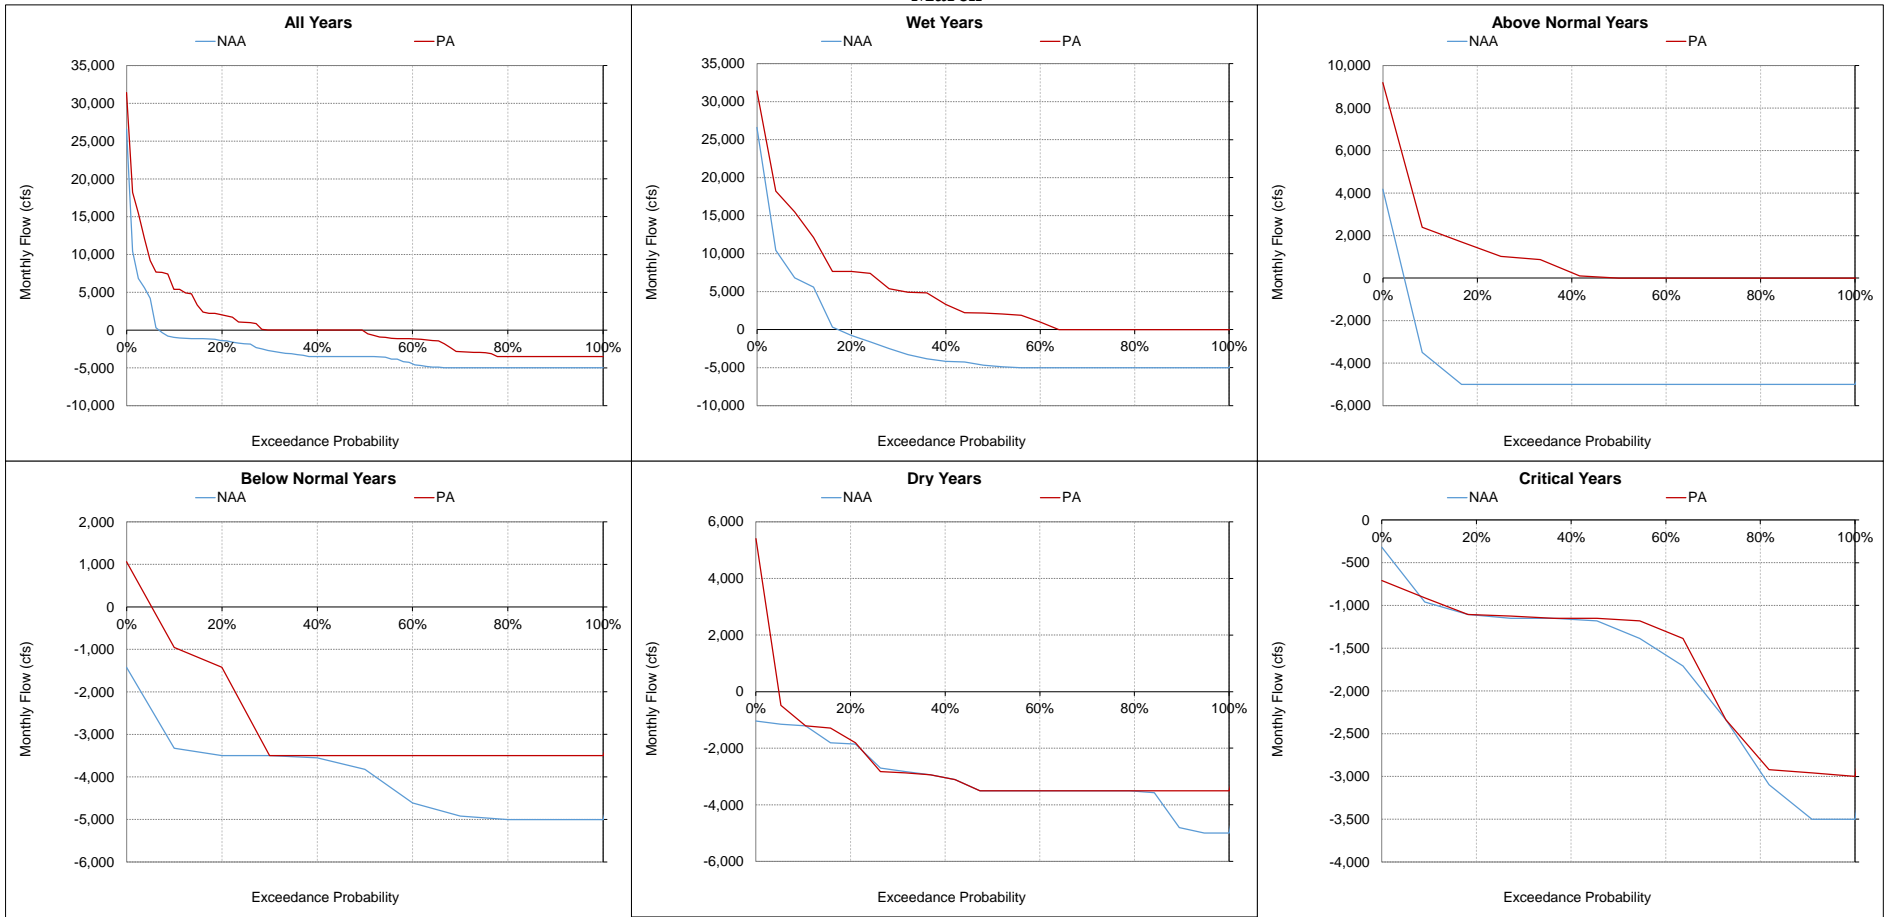 All Years
NAA PA
35,000
30,000
25,000
20,000
15,000
10,000
5,000
0
-5,000
-10,000
0% 20% 40% 60% 80% 100%
Monthly Flow (cfs)
Exceedance Probability
Wet Years
NAA PA
35,000
30,000
25,000
20,000
15,000
10,000
5,000
0
-5,000
-10,000
0% 20% 40% 60% 80% 100%
Monthly Flow (cfs)
Exceedance Probability
Above Normal Years
NAA PA
10,000
8,000
6,000
4,000
2,000
0
-2,000
-4,000
-6,000
0% 20% 40% 60% 80% 100%
Monthly Flow (cfs)
Exceedance Probability
Below Normal Years
NAA PA
2,000
1,000
0
-1,000
-2,000
-3,000
-4,000
-5,000
-6,000
0% 20% 40% 60% 80% 100%
Monthly Flow (cfs)
Exceedance Probability
Dry Years
NAA PA
6,000
4,000
2,000
0
-2,000
-4,000
-6,000
0% 20% 40% 60% 80% 100%
Monthly Flow (cfs)
Exceedance Probability
Critical Years
NAA PA
0
-500
-1,000
-1,500
-2,000
-2,500
-3,000
-3,500
-4,000
0% 20% 40% 60% 80% 100%
Monthly Flow (cfs)
Exceedance Probability